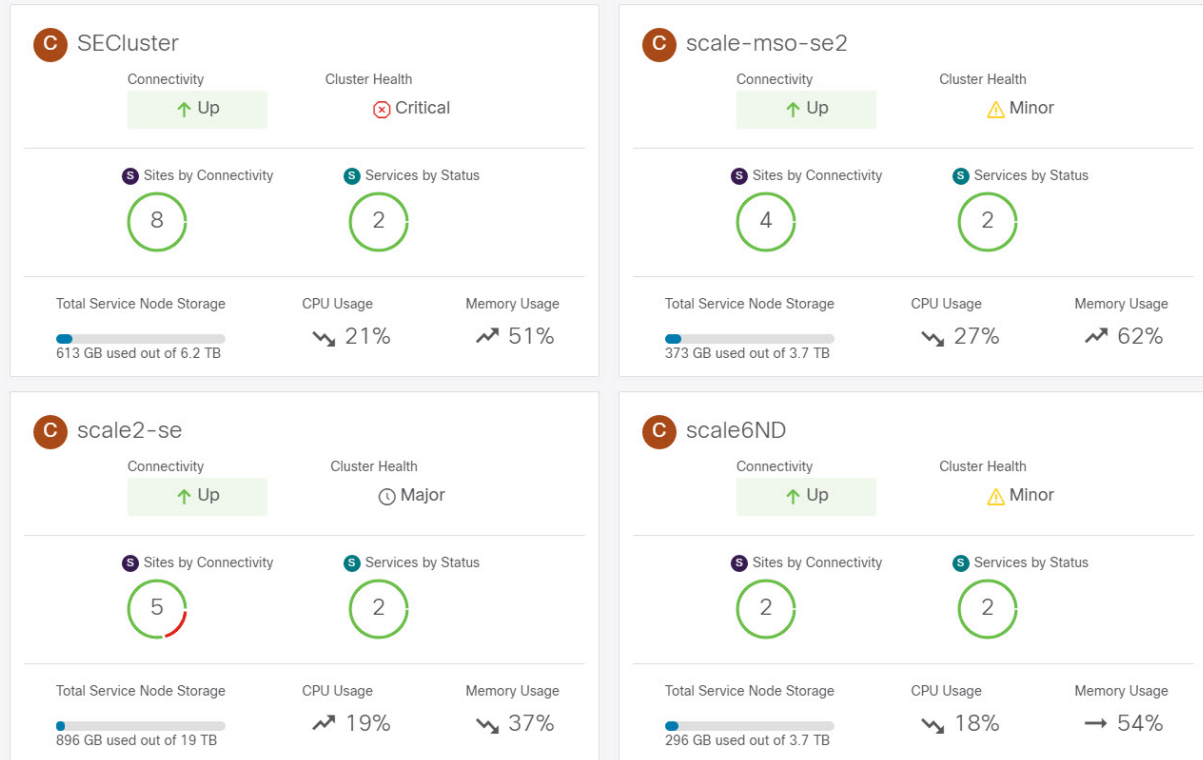 C SECluster
Connectivity Cluster Health
Up Critical
S Sites by Connectivity S Services by Status
8 2
Total Service Node Storage CPU Usage Memory Usage
21% 51%
613 GB used out of 6.2 TB
C scale-mso-se2
Connectivity Cluster Health
Up Minor
S Sites by Connectivity S Services by Status
4 2
Total Service Node Storage CPU Usage Memory Usage
27% 62%
373 GB used out of 3.7 TB
C scale2-se
Connectivity Cluster Health
Up Major
S Sites by Connectivity S Services by Status
5 2
Total Service Node Storage CPU Usage Memory Usage
19% 37%
896 GB used out of 19 TB
C scale6ND
Connectivity Cluster Health
Up Minor
S Sites by Connectivity S Services by Status
2 2
Total Service Node Storage CPU Usage Memory Usage
18% 54%
296 GB used out of 3.7 TB